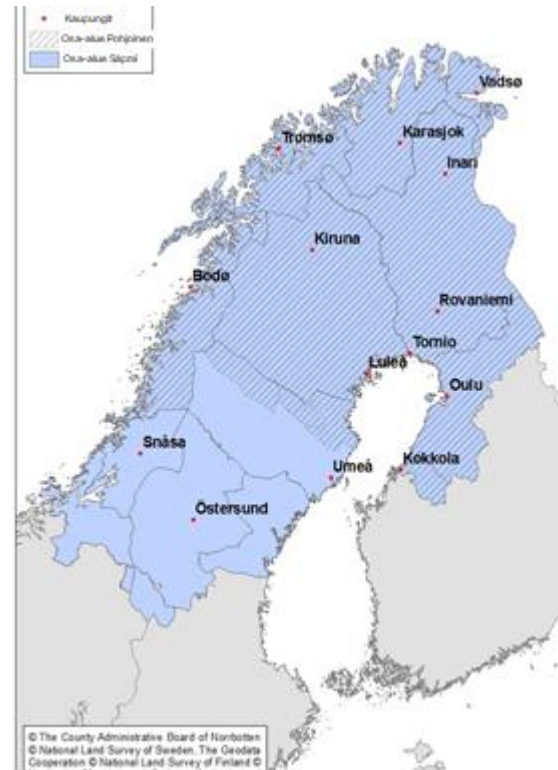 Kaupungit
Osa-alue Pohjoinen
Osa-alue Sápmi
Vadsø
Tromsø
Karasjok
Inari
Kiruna
Bodø
Rovaniemi
Tornio
Luleå
Oulu
Snåsa
Umeå
Kokkola
Östersund
© The County Administrative Board of Norrbotten
© National Land Survey of Sweden, The Geodata
Cooperation © National Land Survey of Finland ©